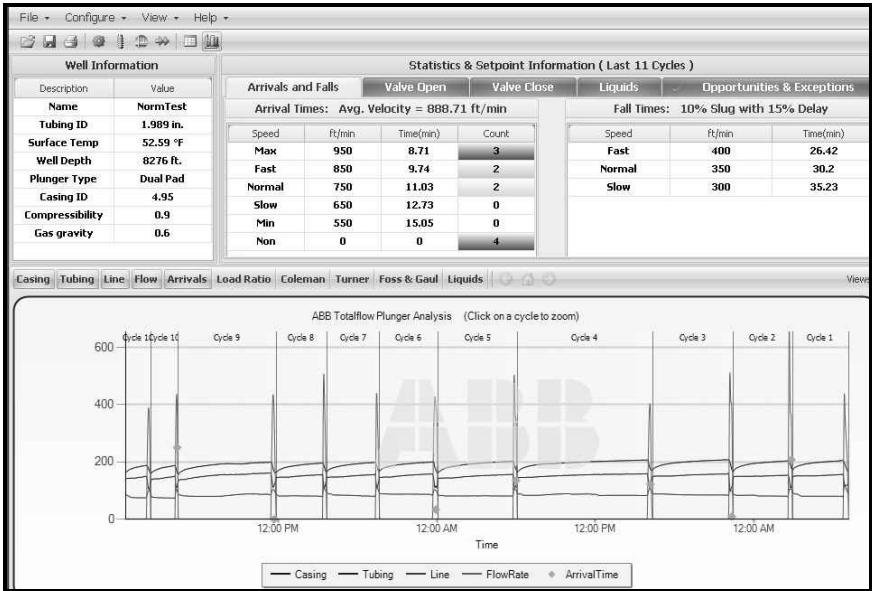 File Configure View Help
Well Information
Description Value
Name NormTest
Tubing ID 1.989 in.
Surface Temp 52.59 °F
Well Depth 8276 ft.
Plunger Type Dual Pad
Casing ID 4.95
Compressibility 0.9
Gas gravity 0.6
Statistics & Setpoint Information ( Last 11 Cycles )
Arrivals and Falls Valve Open Valve Close Liquids Opportunities & Exceptions
Arrival Times: Avg. Velocity = 888.71 ft/min
Speed ft/min Time(min) Count
Max 950 8.71 3
Fast 850 9.74 2
Normal 750 11.03 2
Slow 650 12.73 0
Min 550 15.05 0
Non 0 0 4
Fall Times: 10% Slug with 15% Delay
Speed ft/min Time(min)
Fast 400 26.42
Normal 350 30.2
Slow 300 35.23
Casing Tubing Line Flow Arrivals Load Ratio Coleman Turner Foss & Gaul Liquids Views
ABB Totalflow Plunger Analysis (Click on a cycle to zoom)
Cycle 10 Cycle 9 Cycle 8 Cycle 7 Cycle 6 Cycle 5 Cycle 4 Cycle 3 Cycle 2 Cycle 1
600
400
200
0
ABB
12:00 PM 12:00 AM 12:00 PM 12:00 AM
Time
Casing Tubing Line FlowRate ArrivalTime